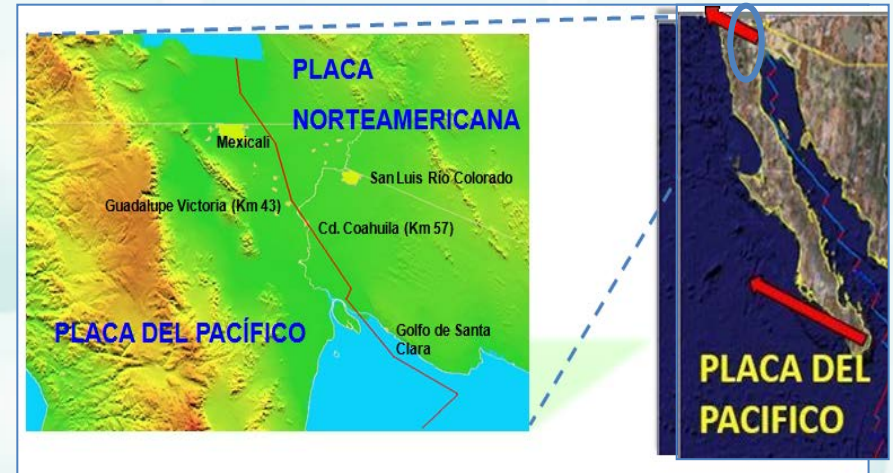 PLACA
NORTEAMERICANA
Mexicali
San Luis Río Colorado
Guadalupe Victoria (Km 43)
Cd. Coahuila (Km 57)
PLACA DEL PACÍFICO
Golfo de Santa
Clara
PLACA DEL
PACIFICO